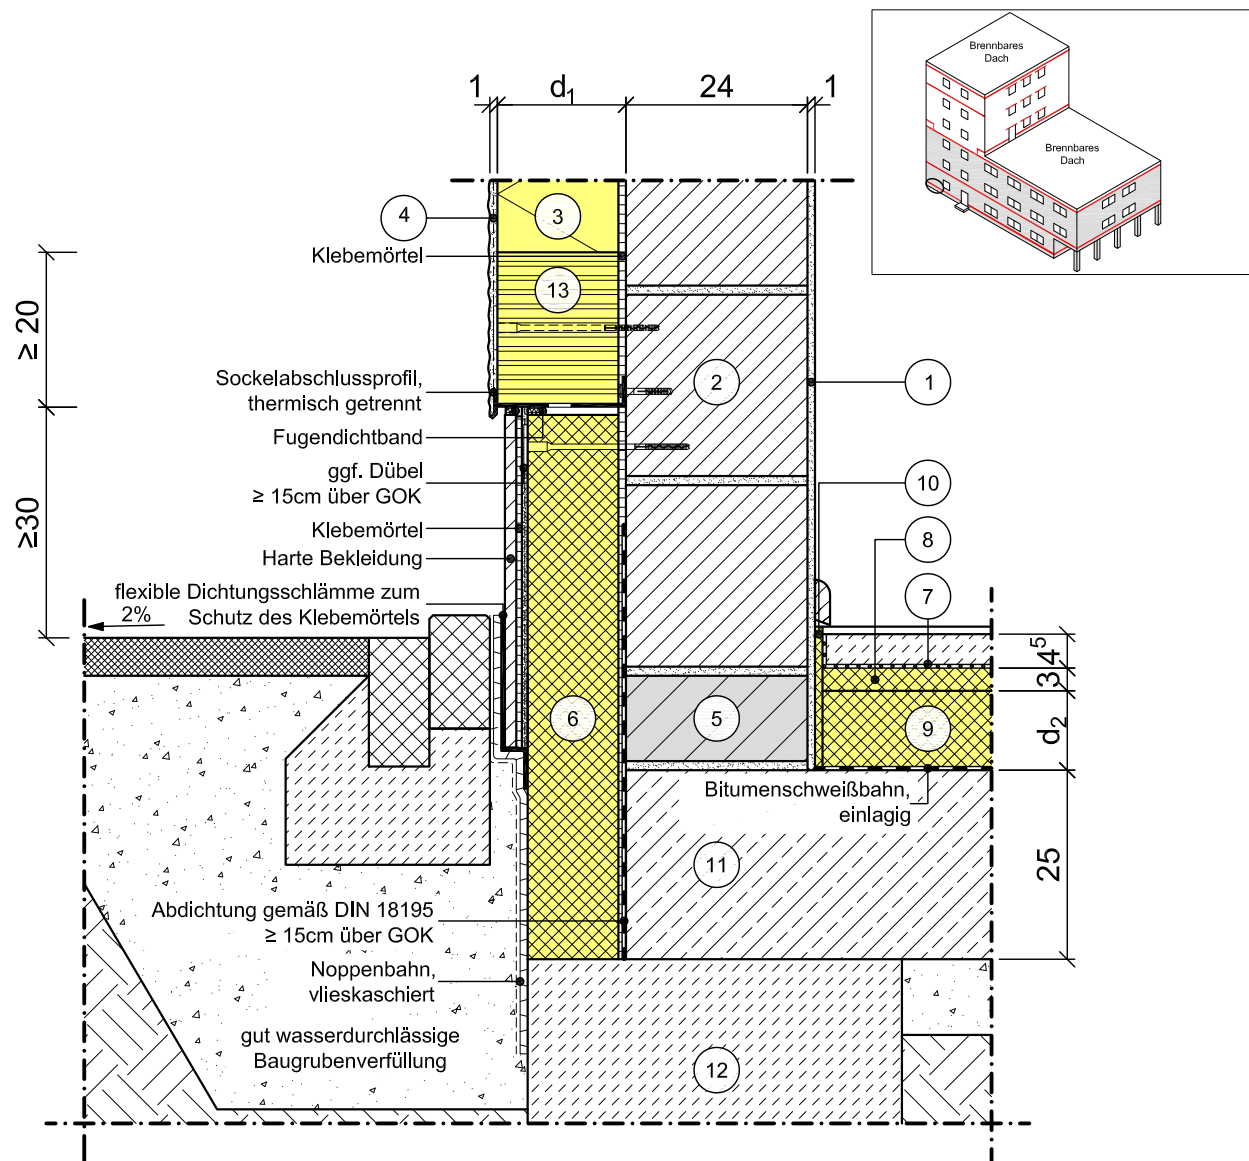 Brennbares
Dach
Brennbares
Dach
1
d1
24
1
4
3
Klebemörtel
13
≥ 20
Sockelabschlussprofil,
thermisch getrennt
2
1
Fugendichtband
ggf. Dübel
≥ 15cm über GOK
10
≥30
Klebemörtel
8
Harte Bekleidung
flexible Dichtungsschlämme zum
Schutz des Klebemörtels
2%
7
4⁵
3
6
5
9
d2
Bitumenschweißbahn,
einlagig
11
25
Abdichtung gemäß DIN 18195
≥ 15cm über GOK
Noppenbahn,
vlieskaschiert
gut wasserdurchlässige
Baugrubenverfüllung
12